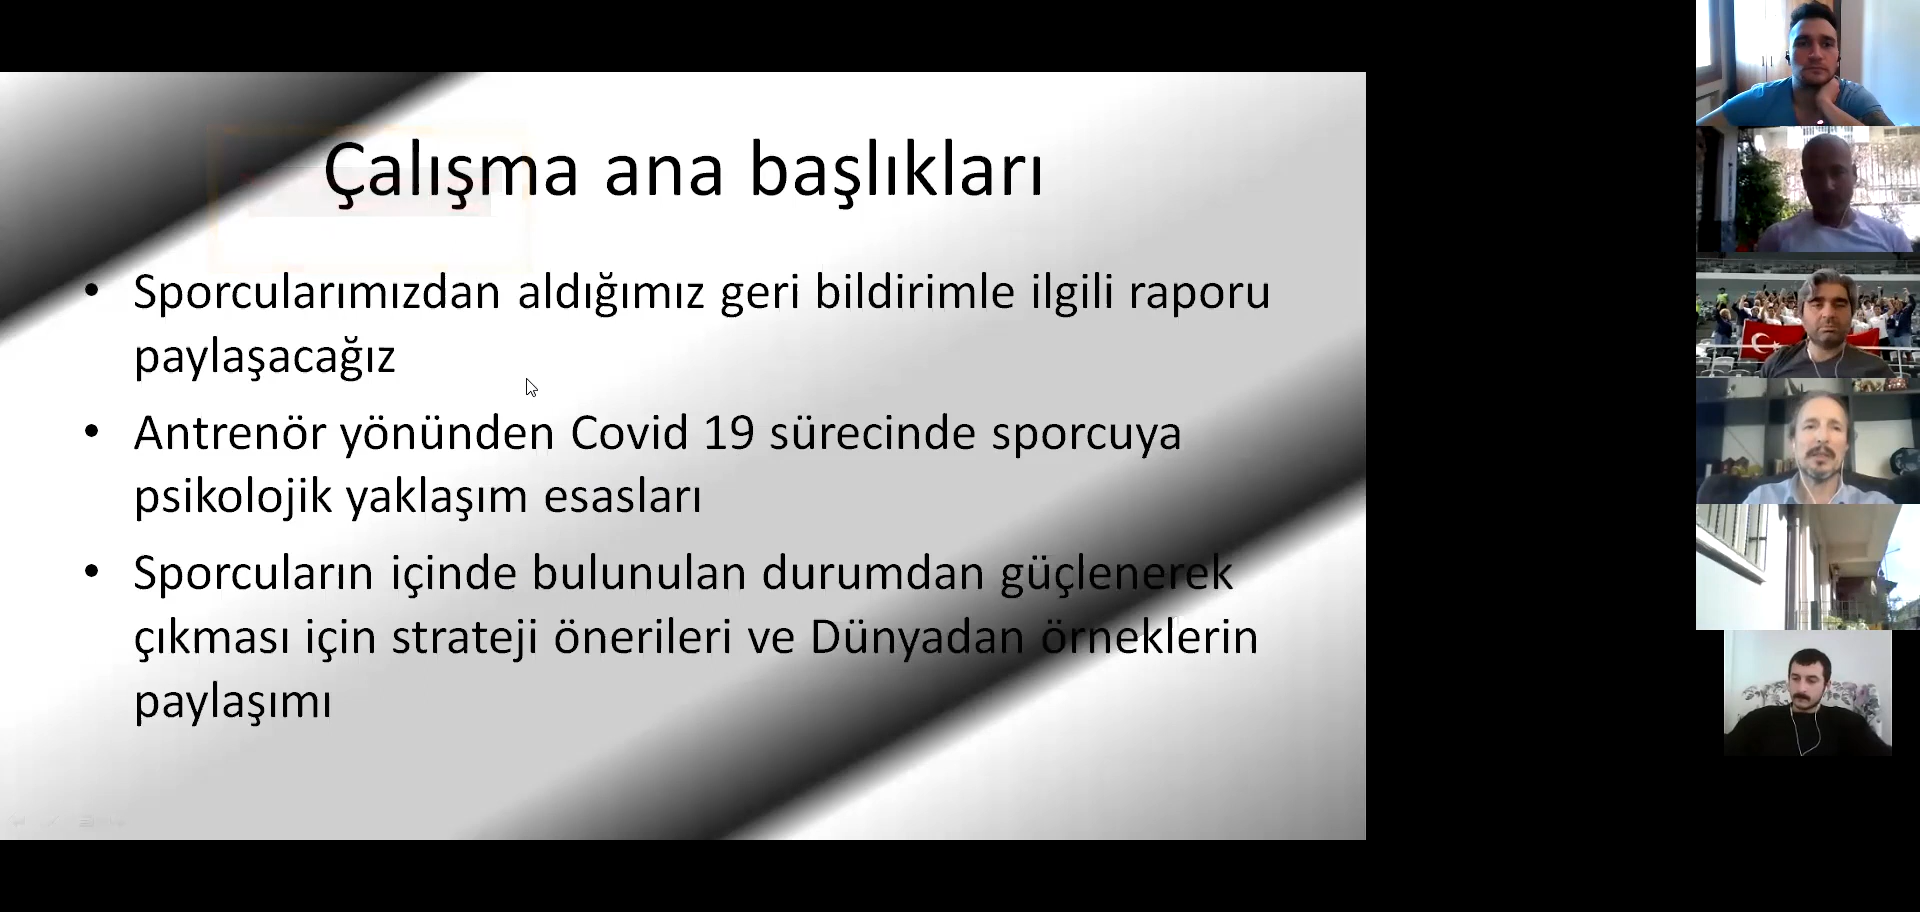 Çalışma ana başlıkları
• Sporcularımızdan aldığımız geri bildirimle ilgili raporu
paylaşacağız
• Antrenör yönünden Covid 19 sürecinde sporcuya
psikolojik yaklaşım esasları
• Sporcuların içinde bulunulan durumdan güçlenerek
çıkması için strateji önerileri ve Dünyadan örneklerin
paylaşımı